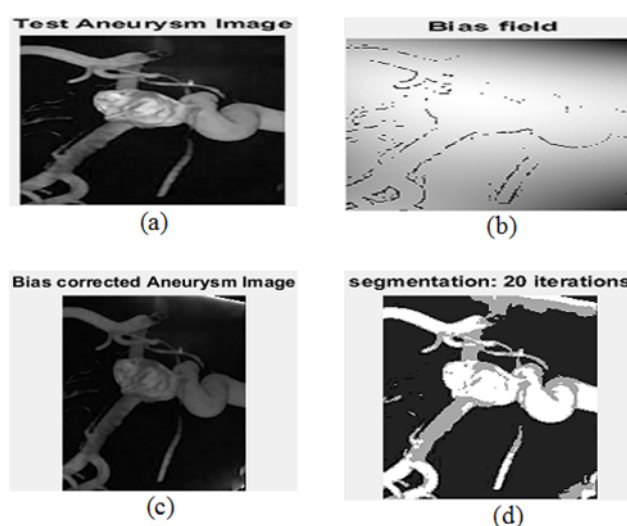 Test Aneurysm Image
Bias field
(a)
(b)
Bias corrected Aneurysm Image
segmentation: 20 iterations
(c)
(d)